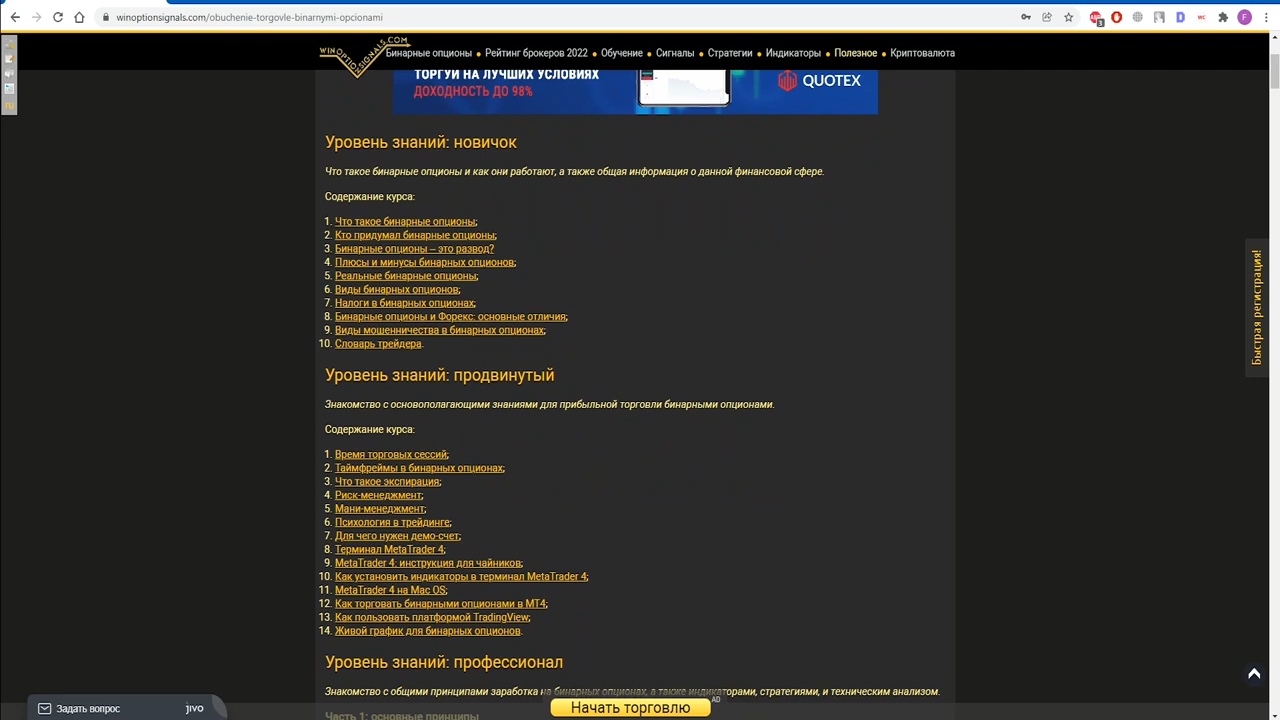 winoptionsignals.com/obuchenie-torgovle-binarnymi-opcionami
WINOPTIONSIGNALS.COM
Бинарные опционы • Рейтинг брокеров 2022 • Обучение • Сигналы • Стратегии • Индикаторы • Полезное • Криптовалюта
ТОРГУЙ НА ЛУЧШИХ УСЛОВИЯХ
ДОХОДНОСТЬ ДО 98%
QUOTEX
Уровень знаний: новичок
Что такое бинарные опционы и как они работают, а также общая информация о данной финансовой сфере.
Содержание курса:
1. Что такое бинарные опционы;
2. Кто придумал бинарные опционы;
3. Бинарные опционы – это развод?
4. Плюсы и минусы бинарных опционов;
5. Реальные бинарные опционы;
6. Виды бинарных опционов;
7. Налоги в бинарных опционах;
8. Бинарные опционы и Форекс: основные отличия;
9. Виды мошенничества в бинарных опционах;
10. Словарь трейдера.
Уровень знаний: продвинутый
Знакомство с основополагающими знаниями для прибыльной торговли бинарными опционами.
Содержание курса:
1. Время торговых сессий;
2. Таймфреймы в бинарных опционах;
3. Что такое экспирация;
4. Риск-менеджмент;
5. Мани-менеджмент;
6. Психология в трейдинге;
7. Для чего нужен демо-счет;
8. Терминал MetaTrader 4;
9. MetaTrader 4: инструкция для чайников;
10. Как установить индикаторы в терминал MetaTrader 4;
11. MetaTrader 4 на Mac OS;
12. Как торговать бинарными опционами в МТ4;
13. Как пользовать платформой TradingView;
14. Живой график для бинарных опционов.
Уровень знаний: профессионал
Знакомство с общими принципами заработка на бинарных опционах, а также индикаторами, стратегиями, и техническим анализом.
Часть 1: основные принципы
Быстрая регистрация!
Задать вопрос
jivo
Начать торговлю
AD
ru